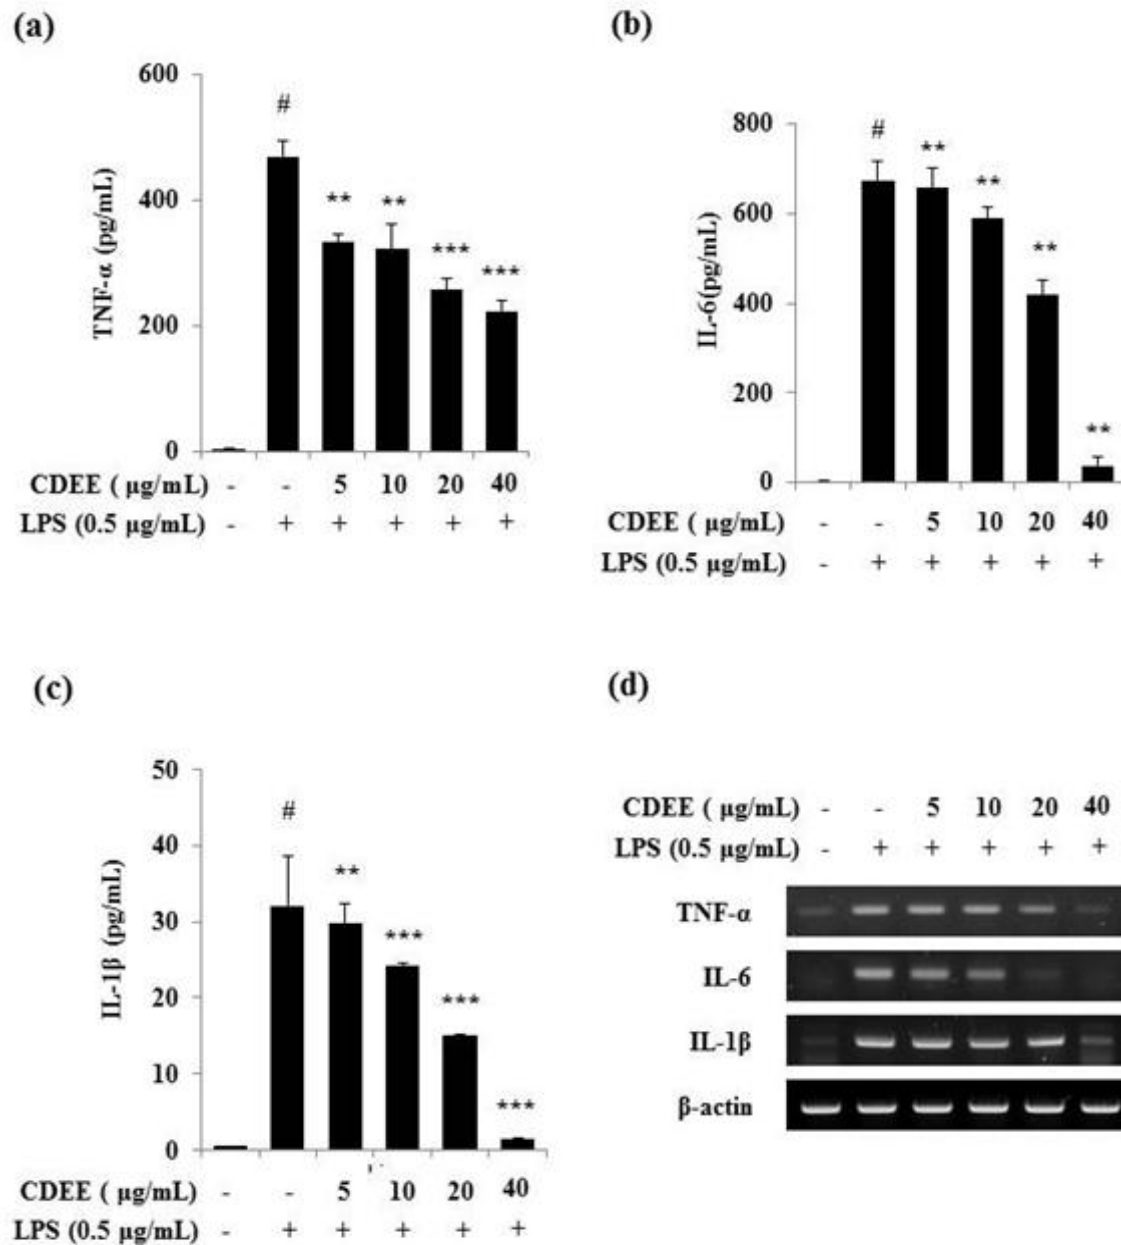 (a)
600
400
200
0
TNF-α (pg/mL)
#
**
**
***
***
CDEE ( μg/mL) - - 5 10 20 40
LPS (0.5 μg/mL) - + + + + +
(b)
800
600
400
200
0
IL-6(pg/mL)
#
**
**
**
**
CDEE ( μg/mL) - - 5 10 20 40
LPS (0.5 μg/mL) - + + + + +
(c)
50
40
30
20
10
0
IL-1β (pg/mL)
#
**
***
***
***
CDEE ( μg/mL) - - 5 10 20 40
LPS (0.5 μg/mL) - + + + + +
(d)
CDEE ( μg/mL) - - 5 10 20 40
LPS (0.5 μg/mL) - + + + + +
TNF-α
IL-6
IL-1β
β-actin